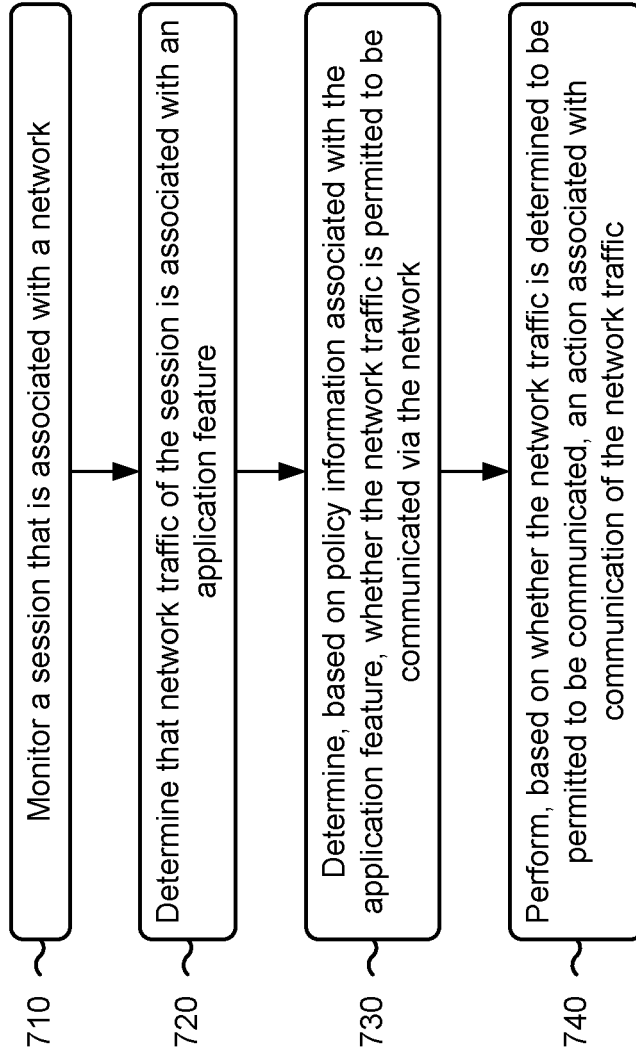 710
Monitor a session that is associated with a network
720
Determine that network traffic of the session is associated with an
application feature
730
Determine, based on policy information associated with the
application feature, whether the network traffic is permitted to be
communicated via the network
740
Perform, based on whether the network traffic is determined to be
permitted to be communicated, an action associated with
communication of the network traffic